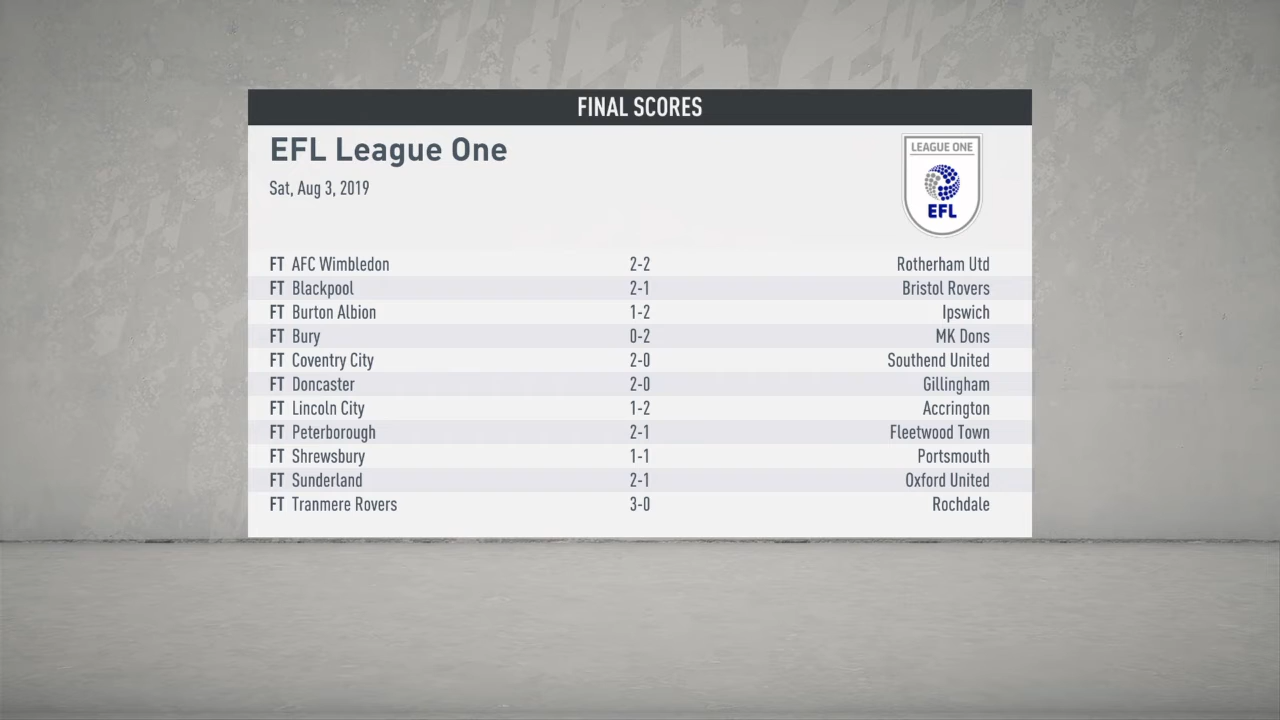 FINAL SCORES
EFL League One
LEAGUE ONE
EFL
Sat, Aug 3, 2019
FT AFC Wimbledon 2-2 Rotherham Utd
FT Blackpool 2-1 Bristol Rovers
FT Burton Albion 1-2 Ipswich
FT Bury 0-2 MK Dons
FT Coventry City 2-0 Southend United
FT Doncaster 2-0 Gillingham
FT Lincoln City 1-2 Accrington
FT Peterborough 2-1 Fleetwood Town
FT Shrewsbury 1-1 Portsmouth
FT Sunderland 2-1 Oxford United
FT Tranmere Rovers 3-0 Rochdale